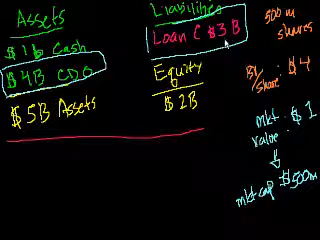 Assets
$1b Cash
$4B CDO
$5B Assets
Liabilities
Loan C $3B
Equity
$2B
500 m
shares
BV/
share: $4
mkt. $1
value:
mkt cap $500m